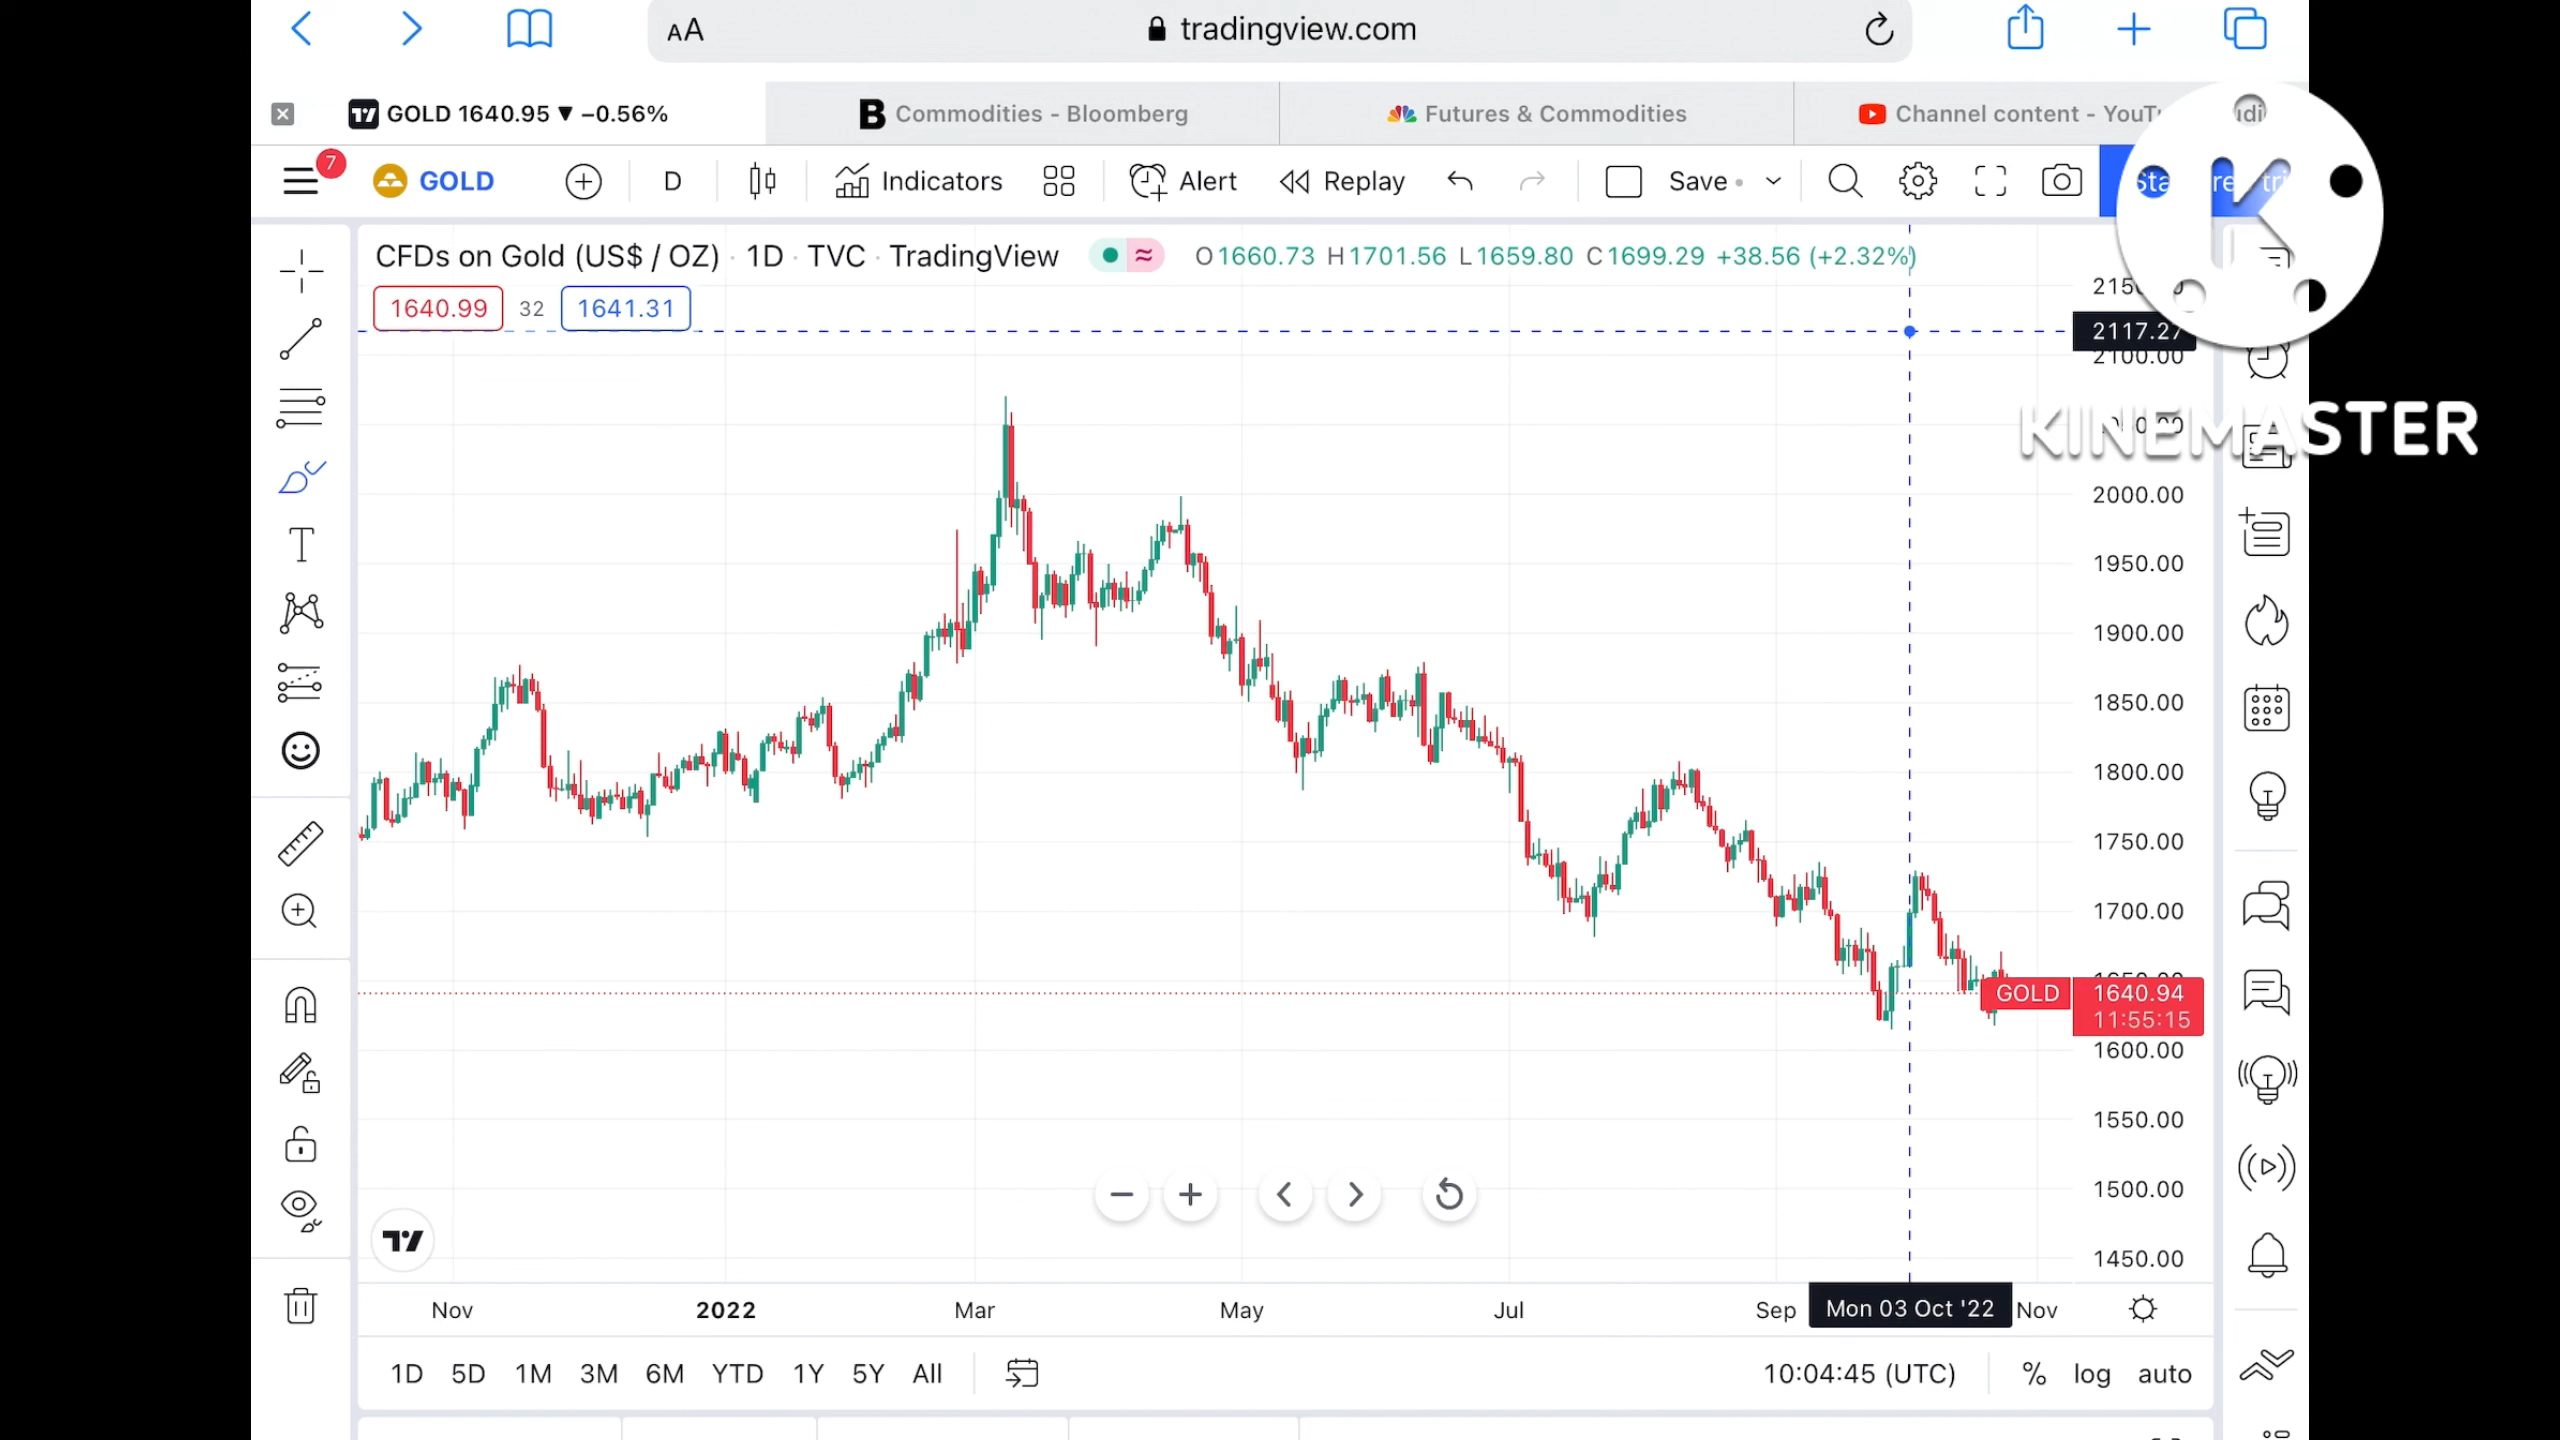 AA tradingview.com
GOLD 1640.95 ▼ −0.56%
Commodities - Bloomberg
Futures & Commodities
Channel content - YouT
7 GOLD D Indicators Alert Replay Save
CFDs on Gold (US$ / OZ) · 1D · TVC · TradingView O1660.73 H1701.56 L1659.80 C1699.29 +38.56 (+2.32%)
1640.99 32 1641.31
2117.27
2100.00
KINEMASTER
2000.00
1950.00
1900.00
1850.00
1800.00
1750.00
1700.00
GOLD 1640.94
11:55:15
1600.00
1550.00
1500.00
1450.00
Nov 2022 Mar May Jul Sep Mon 03 Oct '22 Nov
1D 5D 1M 3M 6M YTD 1Y 5Y All 10:04:45 (UTC) % log auto